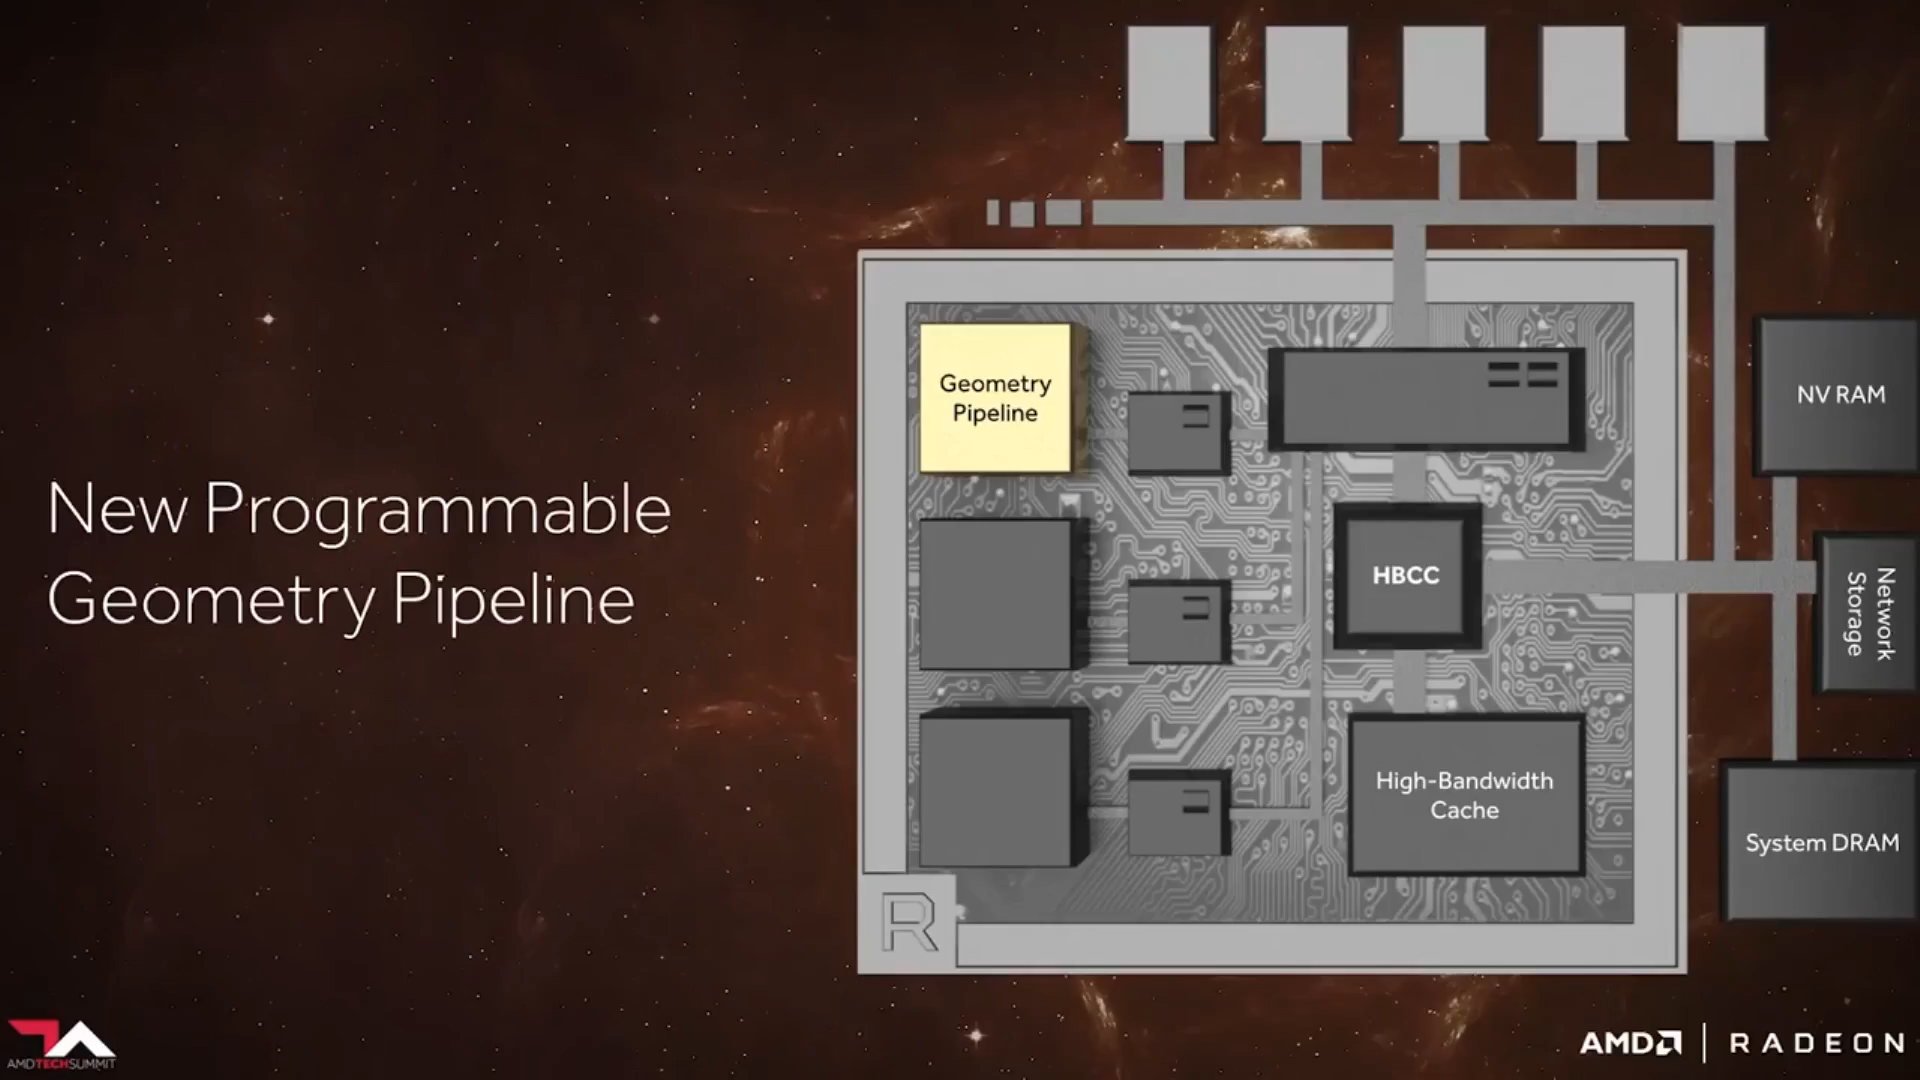 New Programmable
Geometry Pipeline
Geometry
Pipeline
HBCC
High-Bandwidth
Cache
NV RAM
Network
Storage
System DRAM
R
AMDTECHSUMMIT
AMD
RADEON